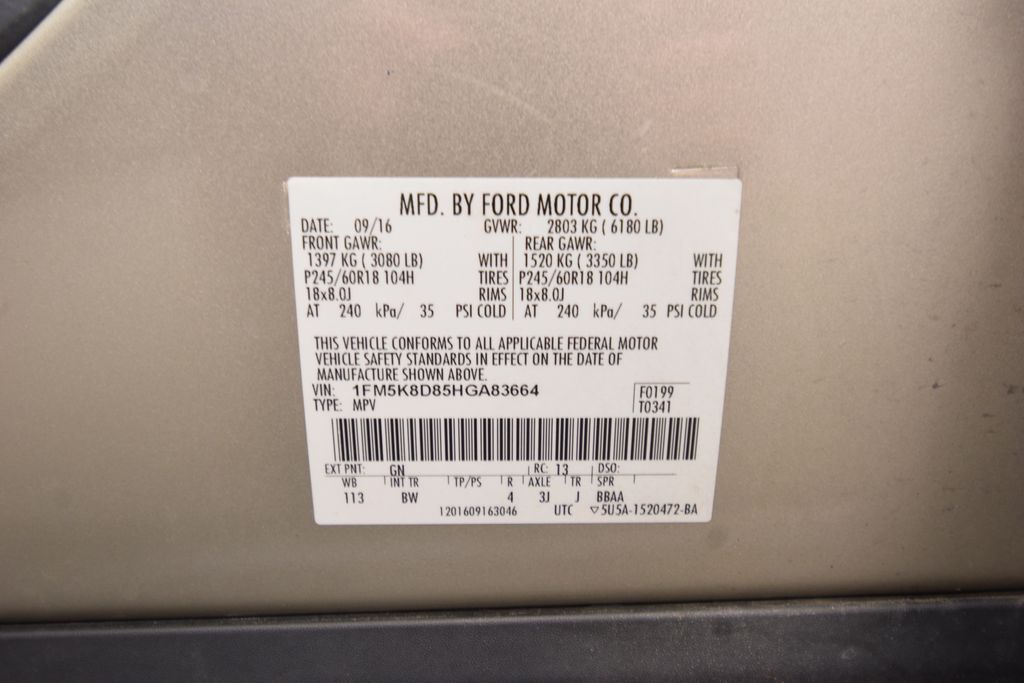 MFD. BY FORD MOTOR CO.
DATE: 09/16 GVWR: 2803 KG ( 6180 LB)
FRONT GAWR: REAR GAWR:
1397 KG ( 3080 LB) WITH 1520 KG ( 3350 LB) WITH
P245/60R18 104H TIRES P245/60R18 104H TIRES
18x8.0J RIMS 18x8.0J RIMS
AT 240 kPa/ 35 PSI COLD AT 240 kPa/ 35 PSI COLD
THIS VEHICLE CONFORMS TO ALL APPLICABLE FEDERAL MOTOR
VEHICLE SAFETY STANDARDS IN EFFECT ON THE DATE OF
MANUFACTURE SHOWN ABOVE.
VIN: 1FM5K8D85HGA83664 F0199
TYPE: MPV T0341
EXT PNT: GN RC: 13 DSO:
WB INT TR TP/PS R AXLE TR SPR
113 BW 4 3J J BBAA
1201609163046 UTC ▽5U5A-1520472-BA